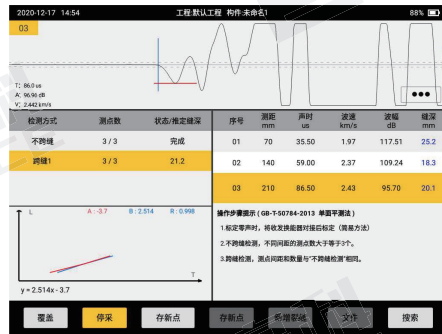 2020-12-17 14:54 工程:默认工程 构件:未命名1 88%
03
T: 86.0 us
A: 96.96 dB
V: 2.442 km/s
检测方式 测点数 状态/推定缝深
不跨缝 3 / 3 完成
跨缝1 3 / 3 21.2
序号 测距 mm 声时 us 波速 km/s 波幅 dB 缝深 mm
01 70 35.50 1.97 117.51 25.2
02 140 59.00 2.37 109.24 18.3
03 210 86.50 2.43 95.70 20.1
L A : -3.7 B : 2.514 R : 0.998
T
y = 2.514x - 3.7
操作步骤提示 ( GB-T-50784-2013 单面平测法 )
1.标定零声时，将收发换能器对接后标定（简易方法）
2.不跨缝检测，不同间距的测点数大于等于3个。
3.跨缝检测，测点间距和数量与"不跨缝检测"相同。
覆盖 停采 存新点 存断点 新增裂缝 文件 搜索